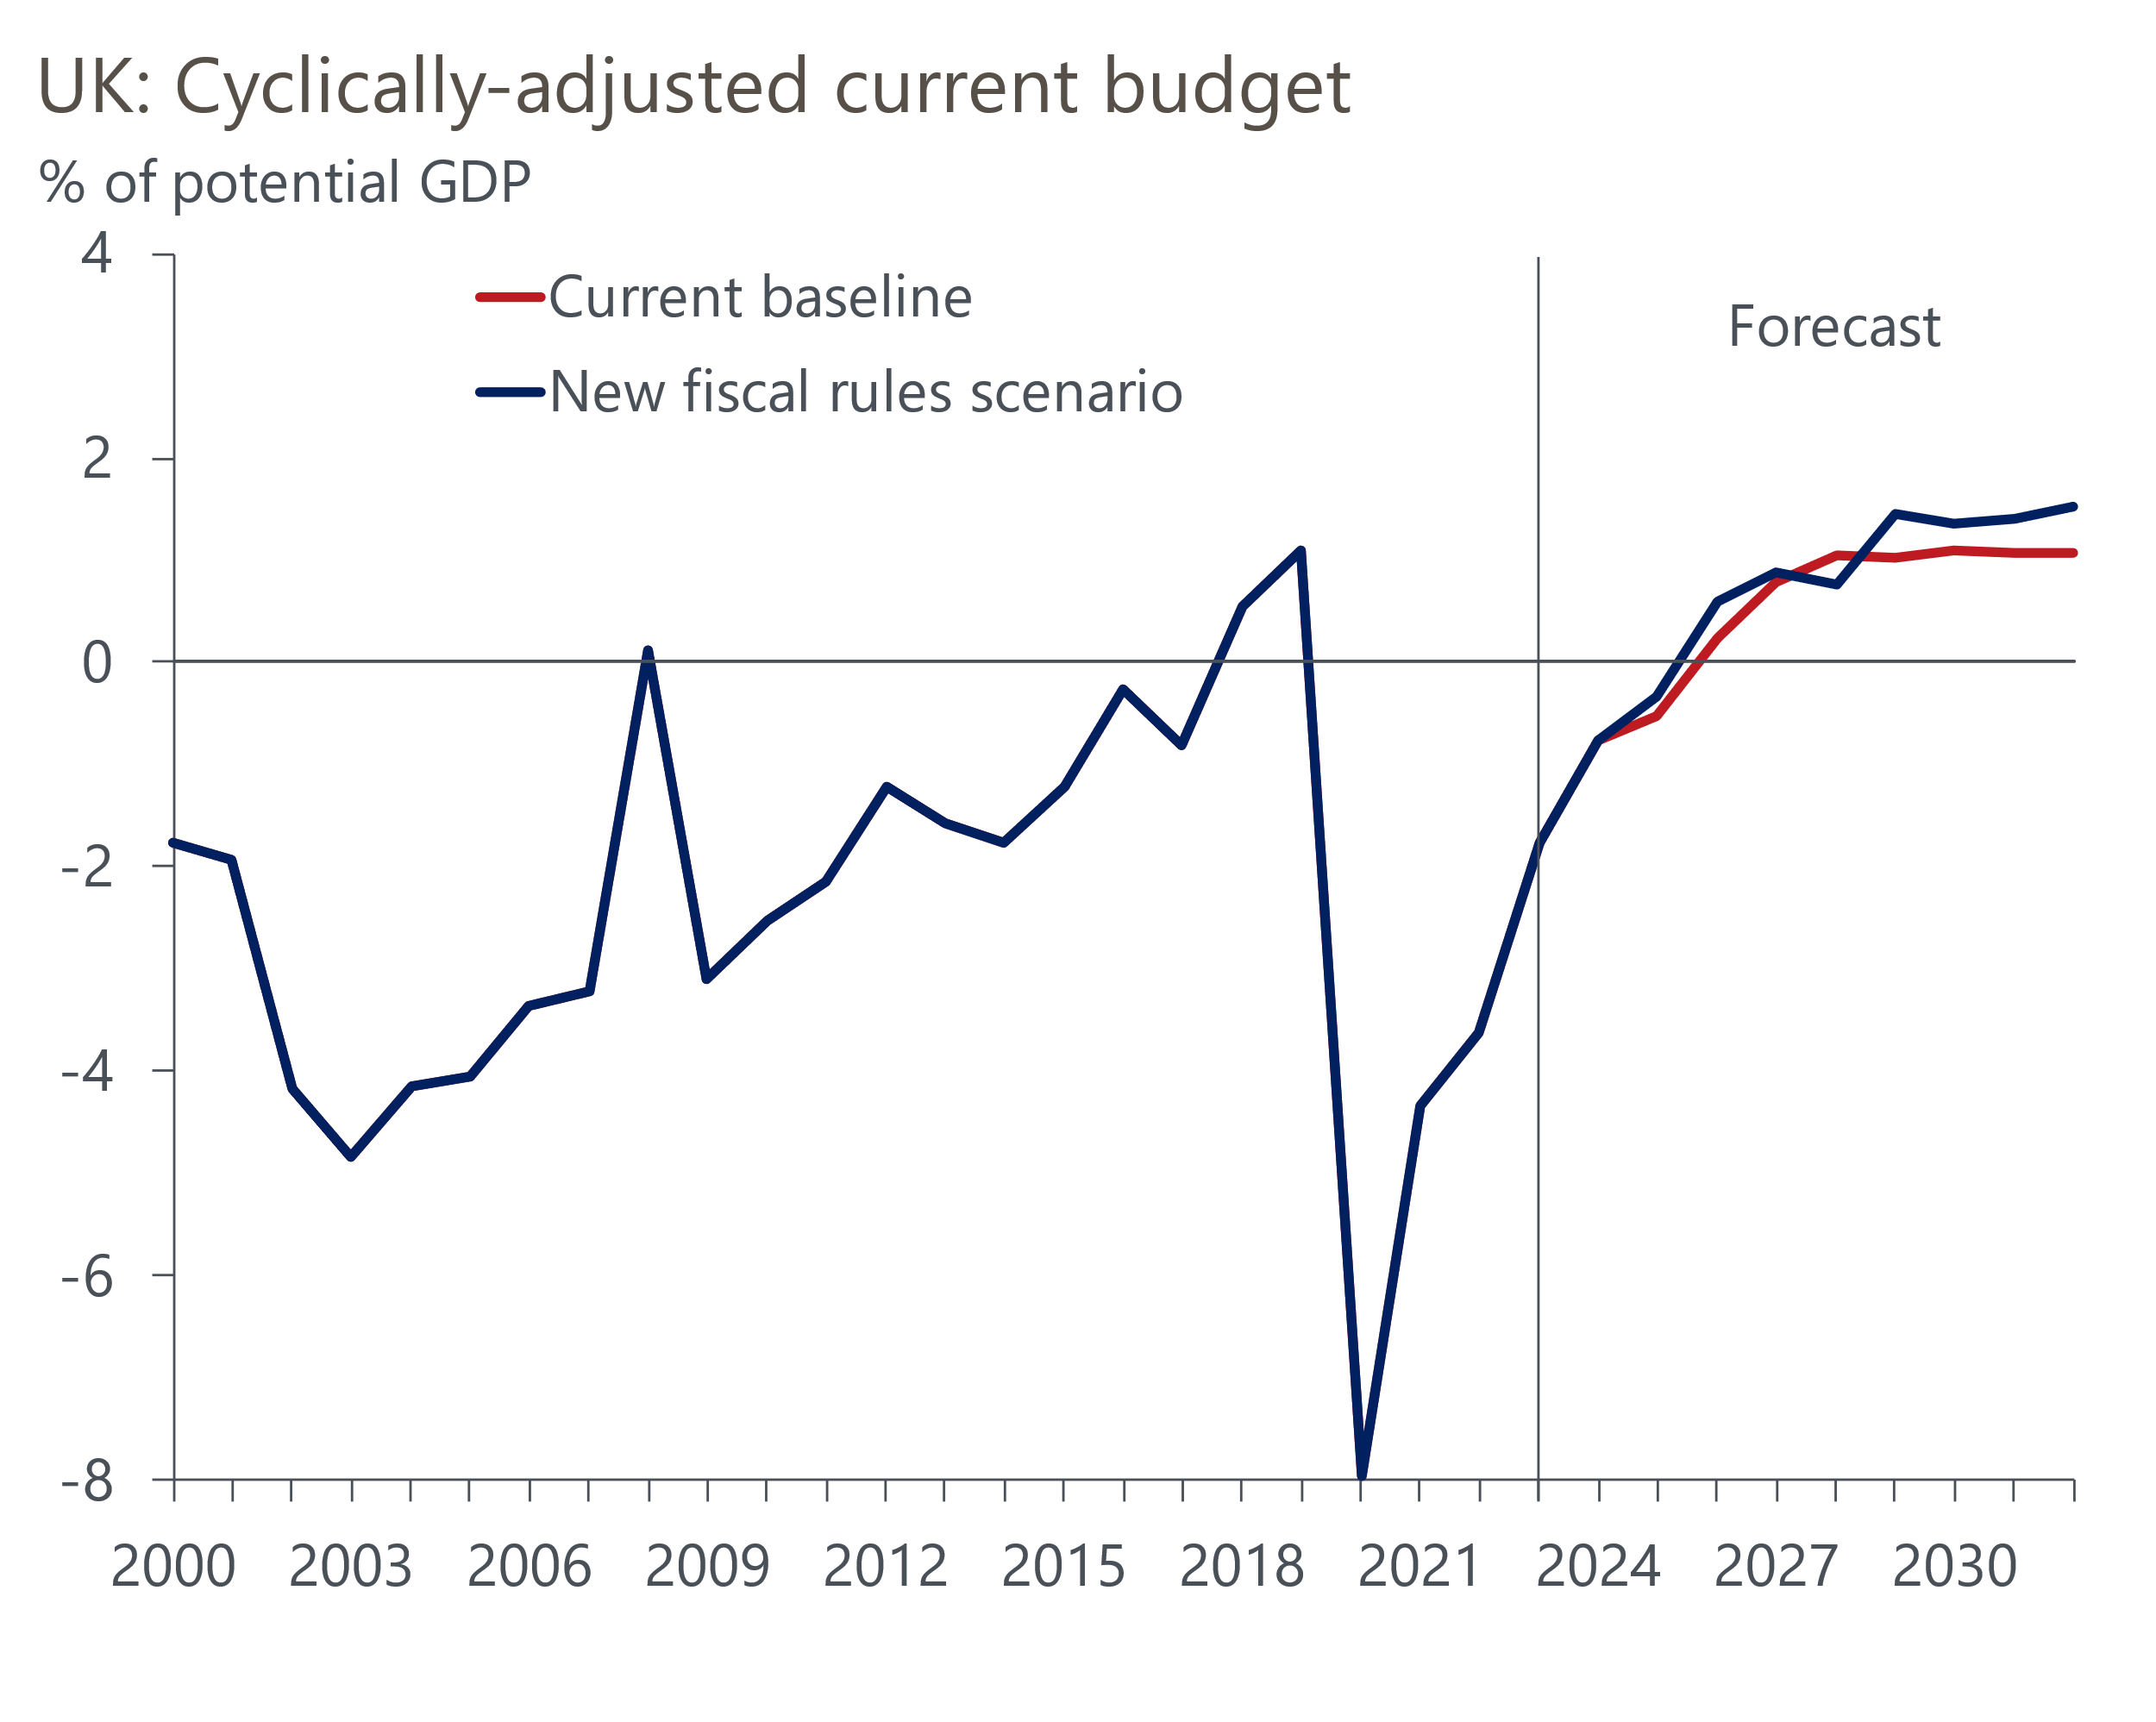 UK: Cyclically-adjusted current budget
% of potential GDP
4
Current baseline
Forecast
New fiscal rules scenario
2
0
-2
-4
-6
-8
2000 2003 2006 2009 2012 2015 2018 2021 2024 2027 2030